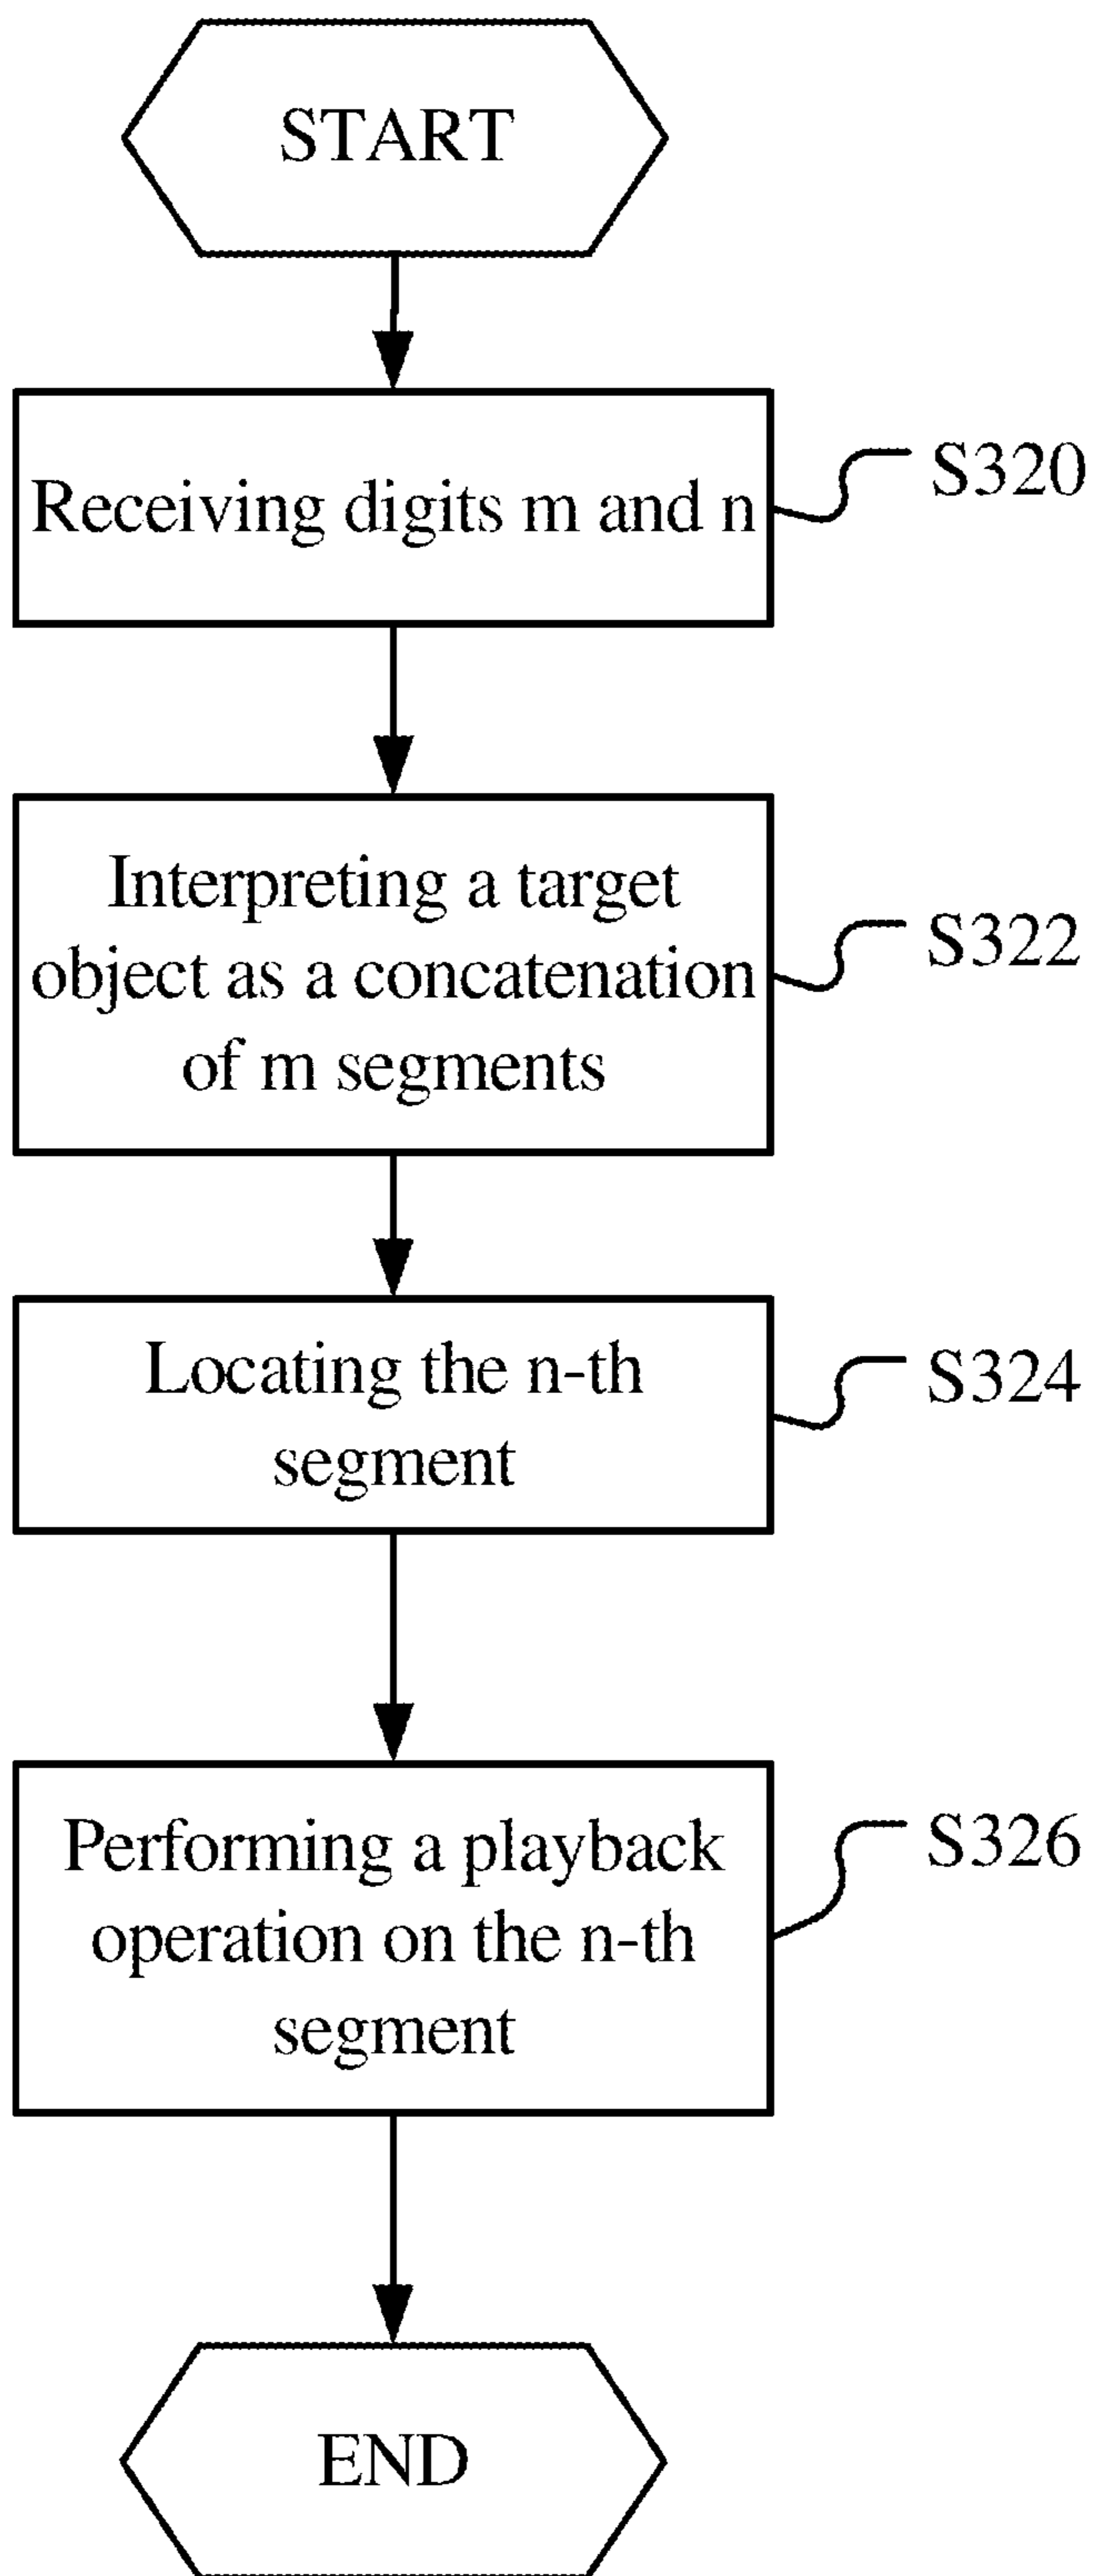 START
Receiving digits m and n
S320
Interpreting a target
object as a concatenation
of m segments
S322
Locating the n-th
segment
S324
Performing a playback
operation on the n-th
segment
S326
END